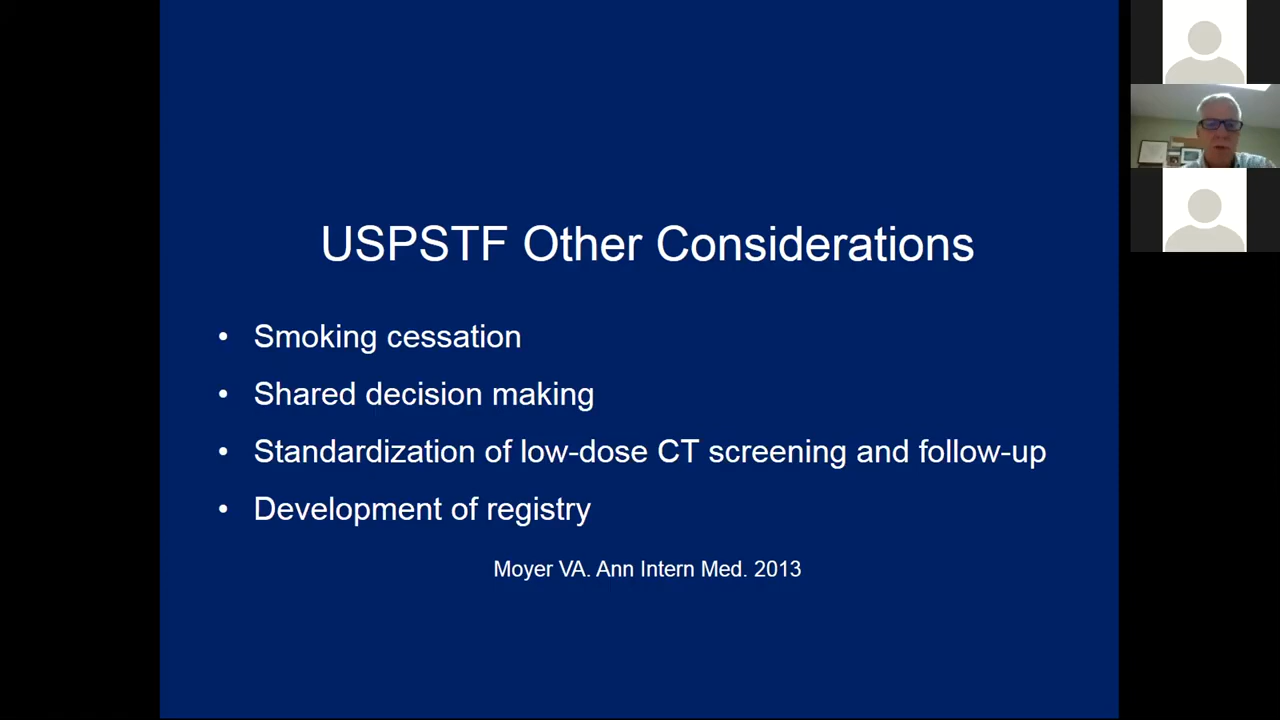 USPSTF Other Considerations
• Smoking cessation
• Shared decision making
• Standardization of low-dose CT screening and follow-up
• Development of registry
Moyer VA. Ann Intern Med. 2013